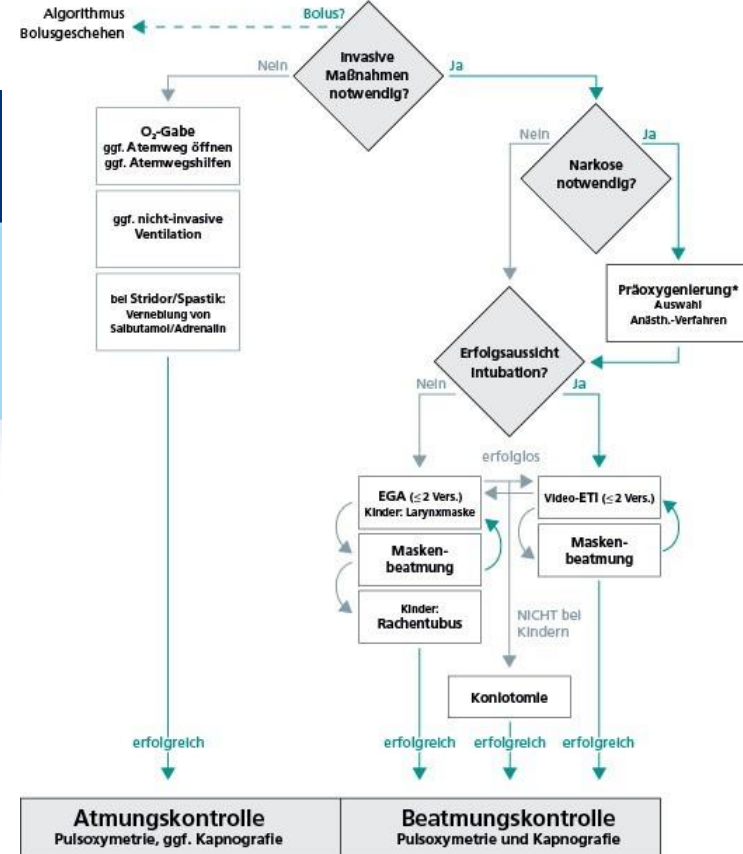 Algorithmus
Bolusgeschehen
Bolus?
Invasive
Maßnahmen
notwendig?
Nein
Ja
O₂-Gabe
ggf. Atemweg öffnen
ggf. Atemwegshilfen
ggf. nicht-invasive
Ventilation
bei Stridor/Spastik:
Verneblung von
Salbutamol/Adrenalin
Nein
Ja
Narkose
notwendig?
Präoxygenierung*
Auswahl
Anästh.-Verfahren
Erfolgsaussicht
Intubation?
Nein
Ja
erfolglos
EGA (≤2 Vers.)
Kinder: Larynxmaske
Masken-
beatmung
Kinder:
Rachentubus
Video-ETI (≤2 Vers.)
Masken-
beatmung
NICHT bei
Kindern
Koniotomie
erfolgreich
erfolgreich
erfolgreich
erfolgreich
Atmungskontrolle
Pulsoxymetrie, ggf. Kapnografie
Beatmungskontrolle
Pulsoxymetrie und Kapnografie